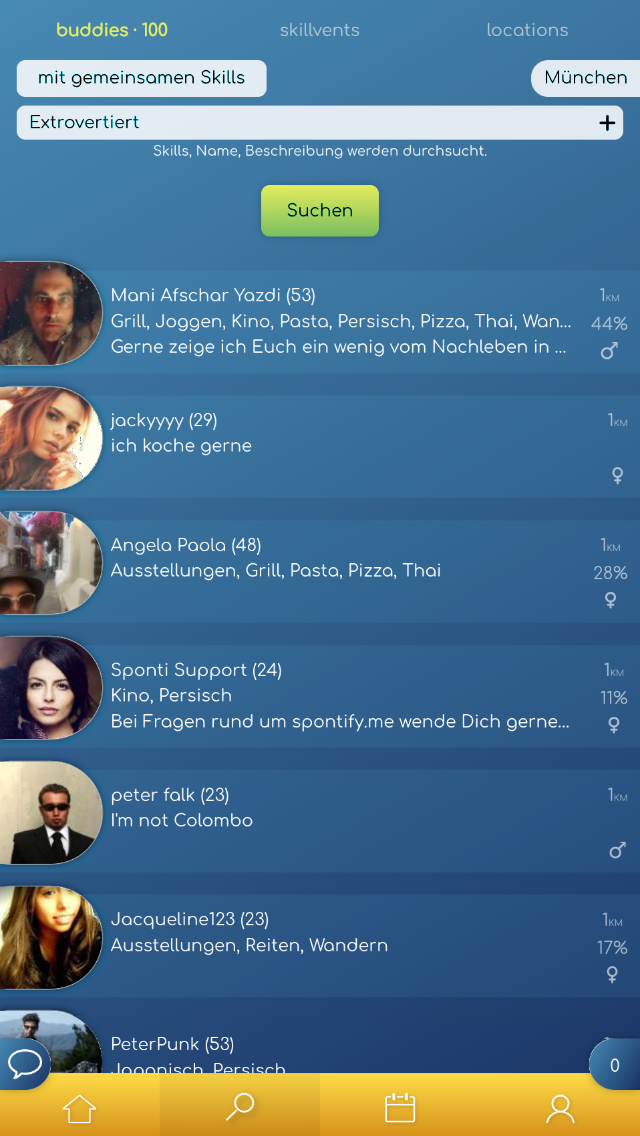 buddies · 100
skillvents
locations
mit gemeinsamen Skills
München
Extrovertiert
+
Skills, Name, Beschreibung werden durchsucht.
Suchen
Mani Afschar Yazdi (53)
1KM
Grill, Joggen, Kino, Pasta, Persisch, Pizza, Thai, Wan...
44%
Gerne zeige ich Euch ein wenig vom Nachleben in ...
jackyyyy (29)
1KM
ich koche gerne
Angela Paola (48)
1KM
Ausstellungen, Grill, Pasta, Pizza, Thai
28%
Sponti Support (24)
1KM
Kino, Persisch
11%
Bei Fragen rund um spontify.me wende Dich gerne...
peter falk (23)
1KM
I'm not Colombo
Jacqueline123 (23)
1KM
Ausstellungen, Reiten, Wandern
17%
PeterPunk (53)
Japanisch, Persisch
0